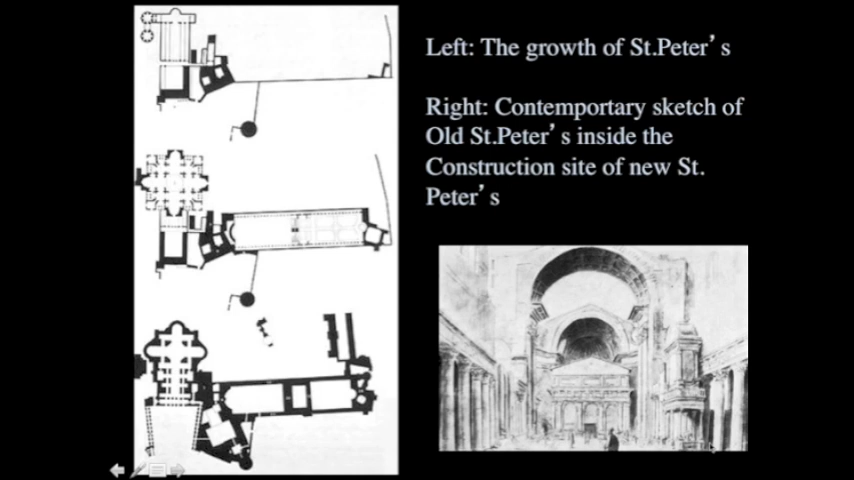 Left: The growth of St.Peter’s
Right: Contemportary sketch of
Old St.Peter’s inside the
Construction site of new St.
Peter’s